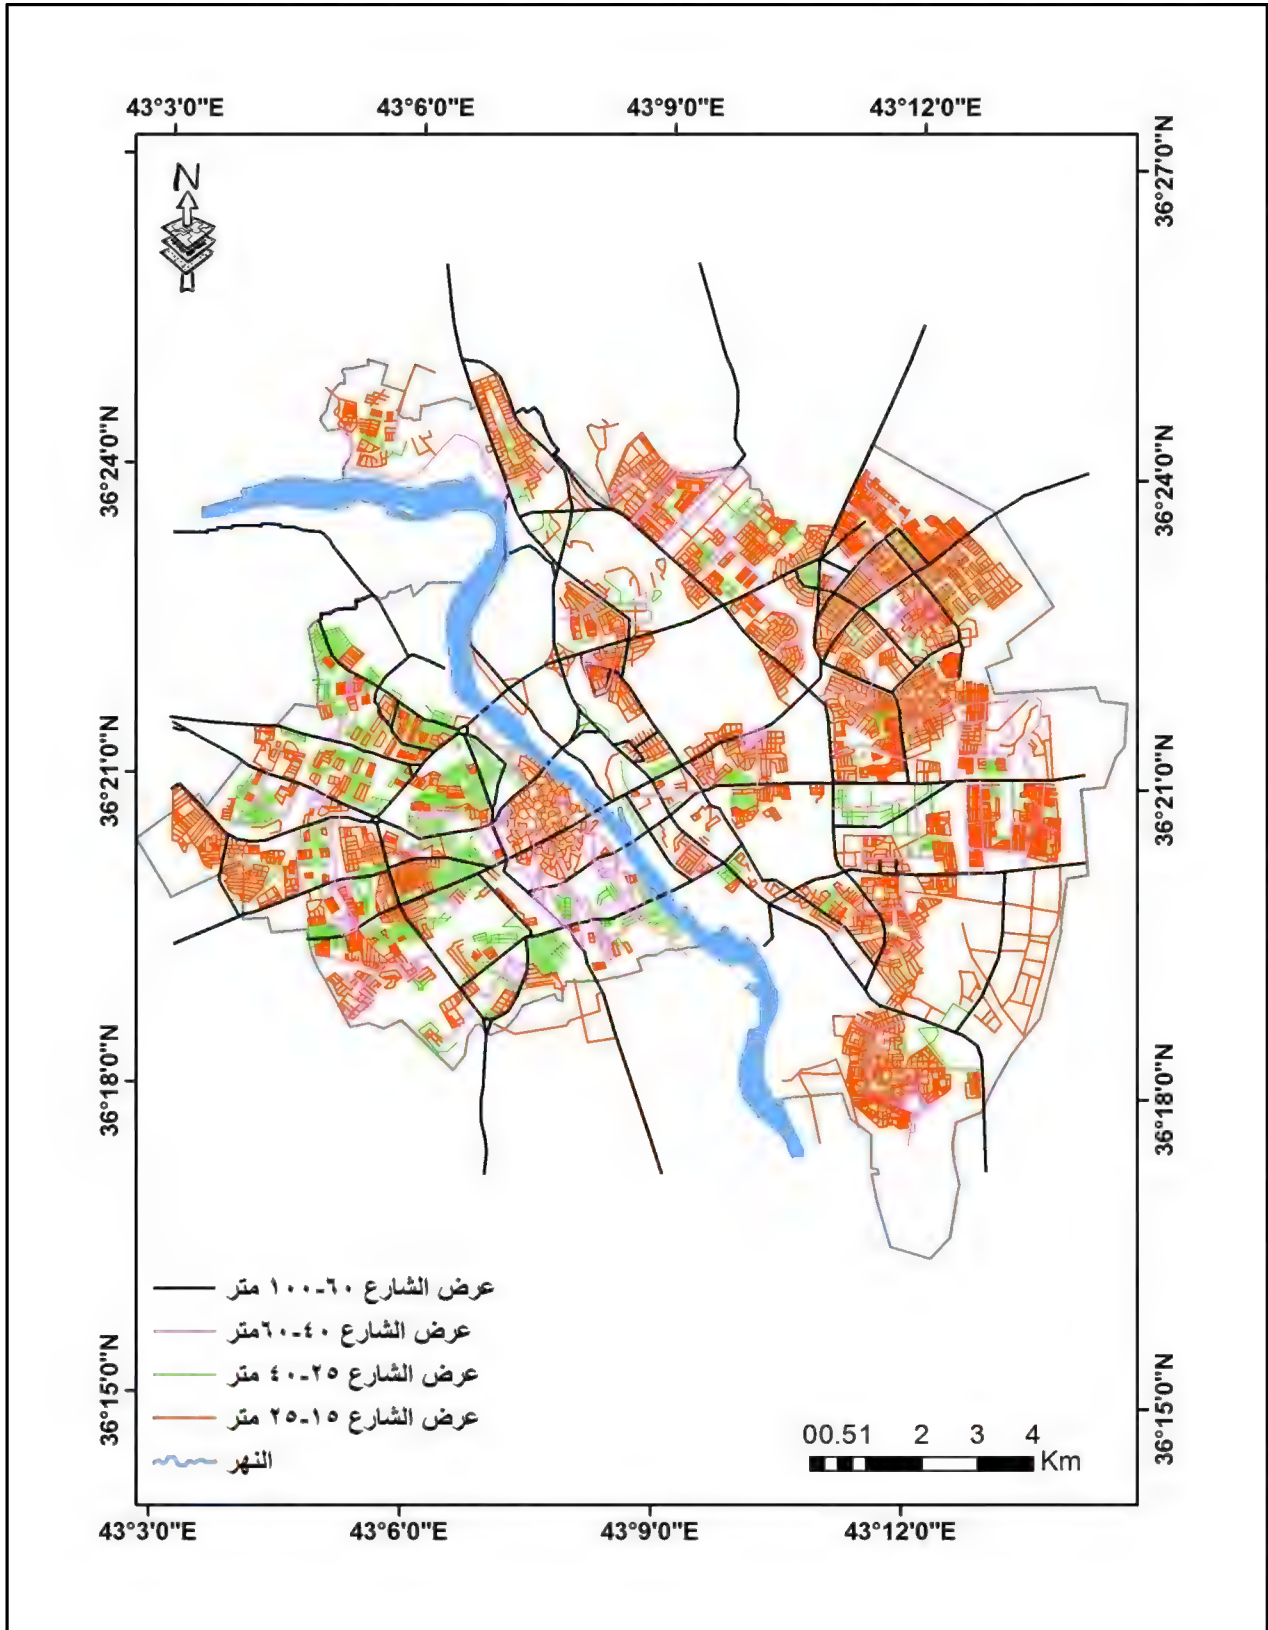 43°3'0"E 43°6'0"E 43°9'0"E 43°12'0"E
N
36°27'0"N
36°24'0"N
36°24'0"N
36°21'0"N
36°21'0"N
36°18'0"N
36°18'0"N
عرض الشارع ٦٠-١٠٠ متر
عرض الشارع ٤٠-٦٠متر
عرض الشارع ٢٥-٤٠ متر
عرض الشارع ١٥-٢٥ متر
النهر
36°15'0"N
36°15'0"N
00.51 2 3 4
Km
43°3'0"E 43°6'0"E 43°9'0"E 43°12'0"E